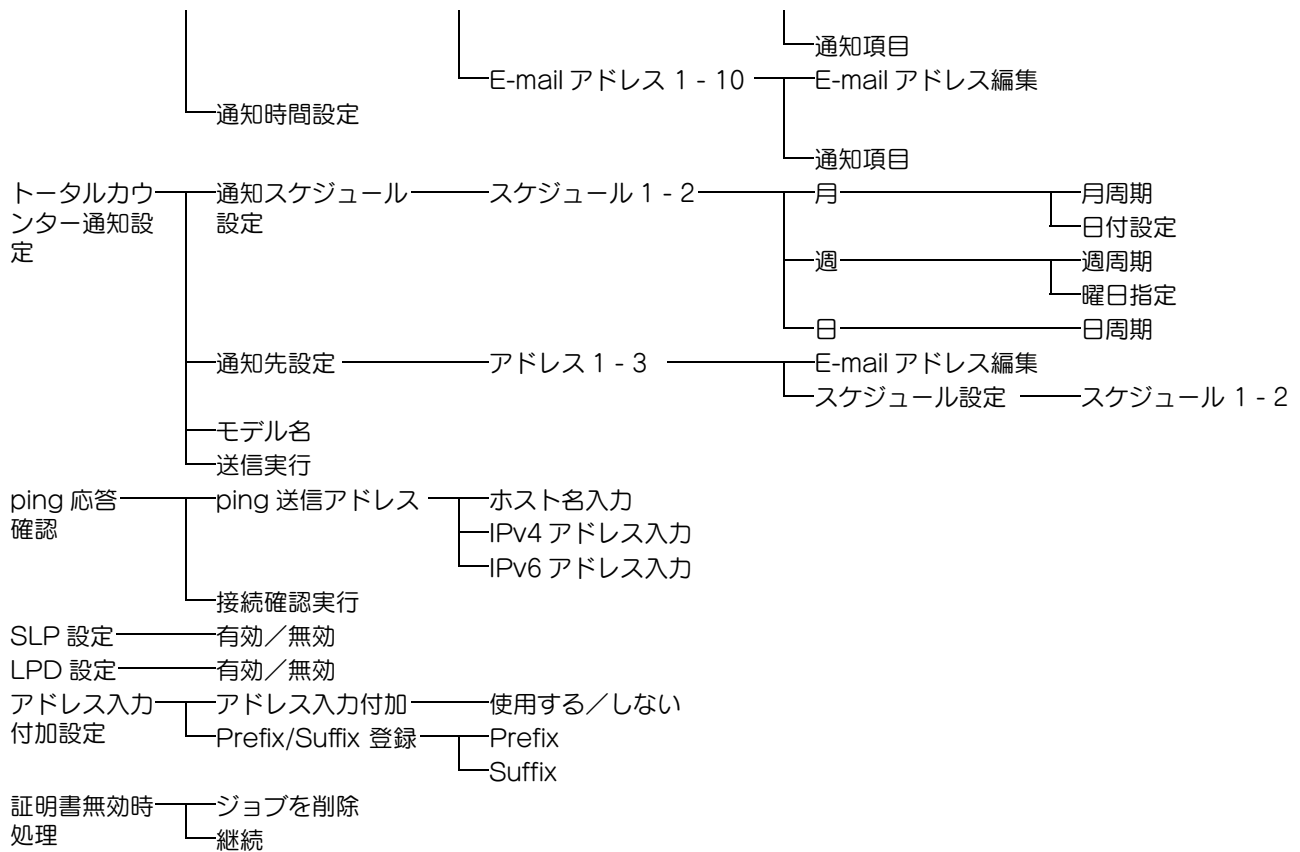 通知項目
E-mail アドレス 1 - 10
E-mail アドレス編集
通知時間設定
通知項目
トータルカウ
ンター通知設
定
通知スケジュール
設定
スケジュール 1 - 2
月
月周期
日付設定
週
週周期
曜日指定
日
日周期
通知先設定
アドレス 1 - 3
E-mail アドレス編集
スケジュール設定
スケジュール 1 - 2
モデル名
送信実行
ping 応答
確認
ping 送信アドレス
ホスト名入力
IPv4 アドレス入力
IPv6 アドレス入力
接続確認実行
SLP 設定
有効／無効
LPD 設定
有効／無効
アドレス入力
付加設定
アドレス入力付加
使用する／しない
Prefix/Suffix 登録
Prefix
Suffix
証明書無効時
処理
ジョブを削除
継続